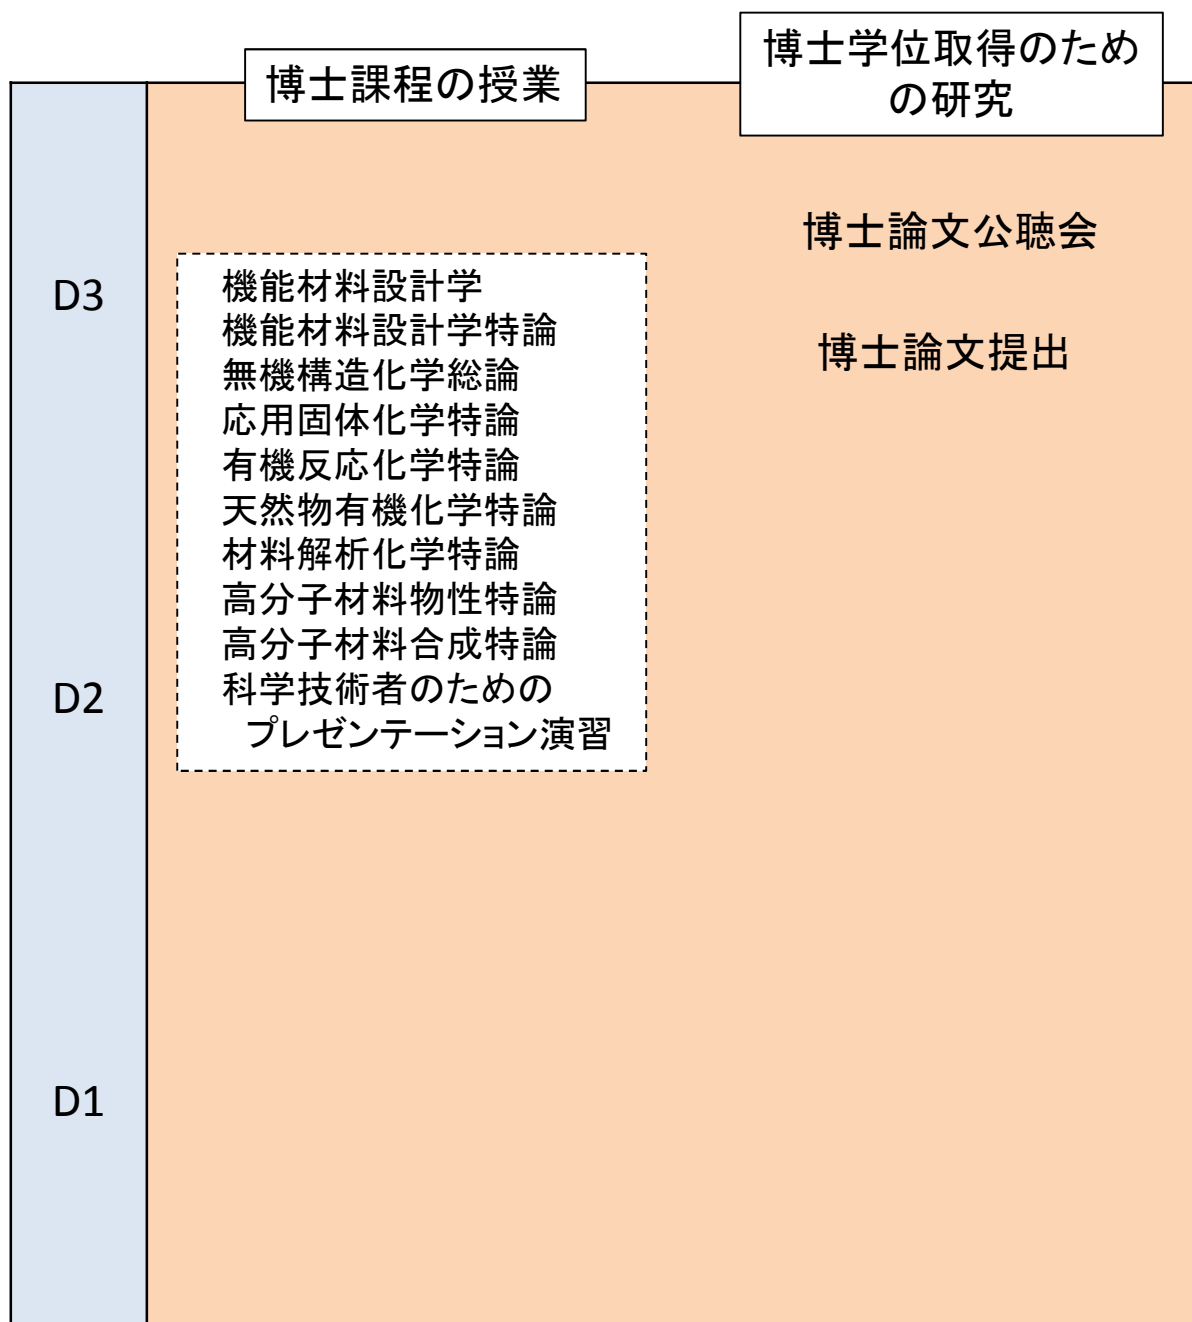 博士課程の授業
博士学位取得のため
の研究
D3
機能材料設計学
機能材料設計学特論
無機構造化学総論
応用固体化学特論
有機反応化学特論
天然物有機化学特論
材料解析化学特論
高分子材料物性特論
高分子材料合成特論
科学技術者のための
プレゼンテーション演習
博士論文公聴会
博士論文提出
D2
D1